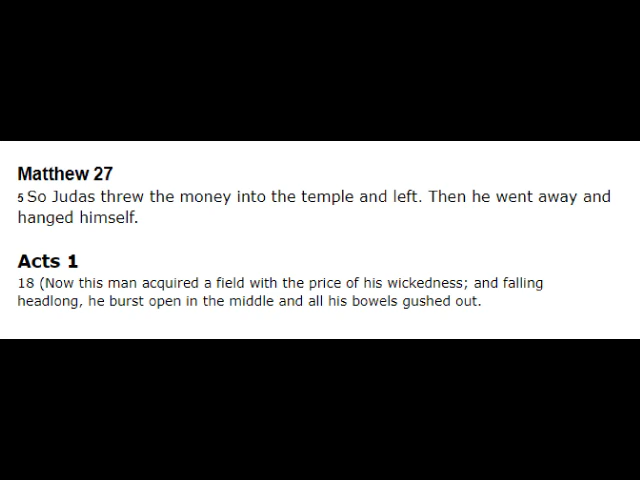 Matthew 27
5 So Judas threw the money into the temple and left. Then he went away and
hanged himself.
Acts 1
18 (Now this man acquired a field with the price of his wickedness; and falling
headlong, he burst open in the middle and all his bowels gushed out.